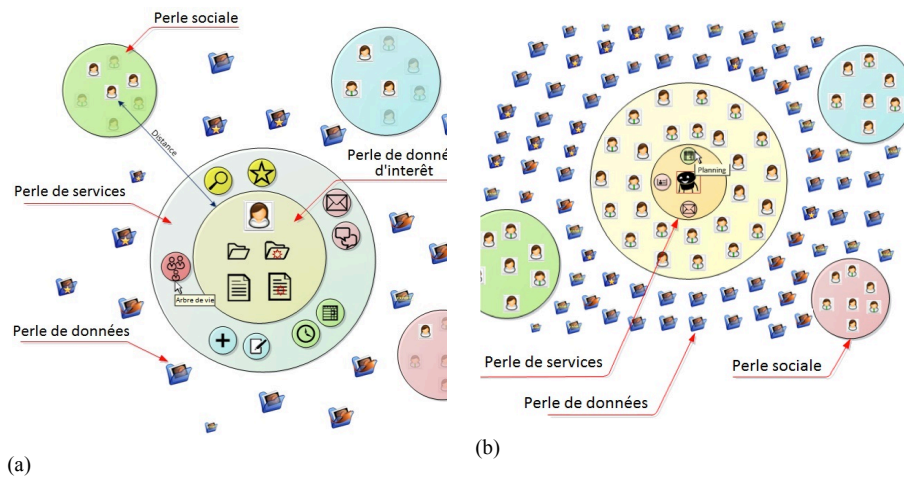 Perle sociale
Distance
Perle de donné
d'interêt
Perle de services
Arbre de vie
Perle de données
(a)
Planning
Perle de services
Perle sociale
Perle de données
(b)